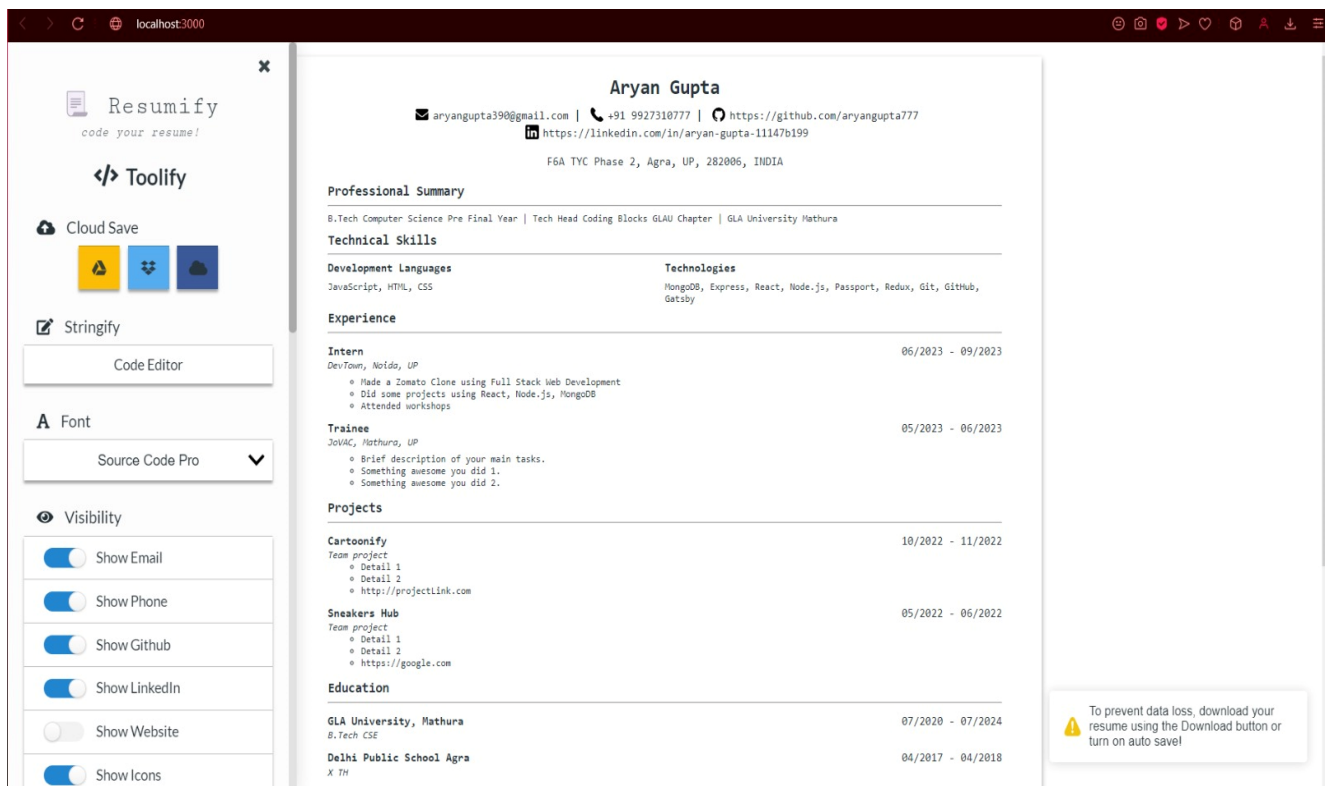 localhost:3000
Resumify
code your resume!
</> Toolify
Cloud Save
Stringify
Code Editor
A Font
Source Code Pro
Visibility
Show Email
Show Phone
Show Github
Show LinkedIn
Show Website
Show Icons
Aryan Gupta
aryangupta390@gmail.com | +91 9927310777 | https://github.com/aryangupta777
in https://linkedin.com/in/aryan-gupta-11147b199
F6A TYC Phase 2, Agra, UP, 282006, INDIA
Professional Summary
B.Tech Computer Science Pre Final Year | Tech Head Coding Blocks GLAU Chapter | GLA University Mathura
Technical Skills
Development Languages
JavaScript, HTML, CSS
Technologies
MongoDB, Express, React, Node.js, Passport, Redux, Git, GitHub,
Gatsby
Experience
Intern 06/2023 - 09/2023
DevTown, Noida, UP
Made a Zomato Clone using Full Stack Web Development
Did some projects using React, Node.js, MongoDB
Attended workshops
Trainee 05/2023 - 06/2023
JoVAC, Mathura, UP
Brief description of your main tasks.
Something awesome you did 1.
Something awesome you did 2.
Projects
Cartoonify 10/2022 - 11/2022
Team project
Detail 1
Detail 2
http://projectLink.com
Sneakers Hub 05/2022 - 06/2022
Team project
Detail 1
Detail 2
https://google.com
Education
GLA University, Mathura 07/2020 - 07/2024
B.Tech CSE
Delhi Public School Agra 04/2017 - 04/2018
X TH
To prevent data loss, download your
resume using the Download button or
turn on auto save!